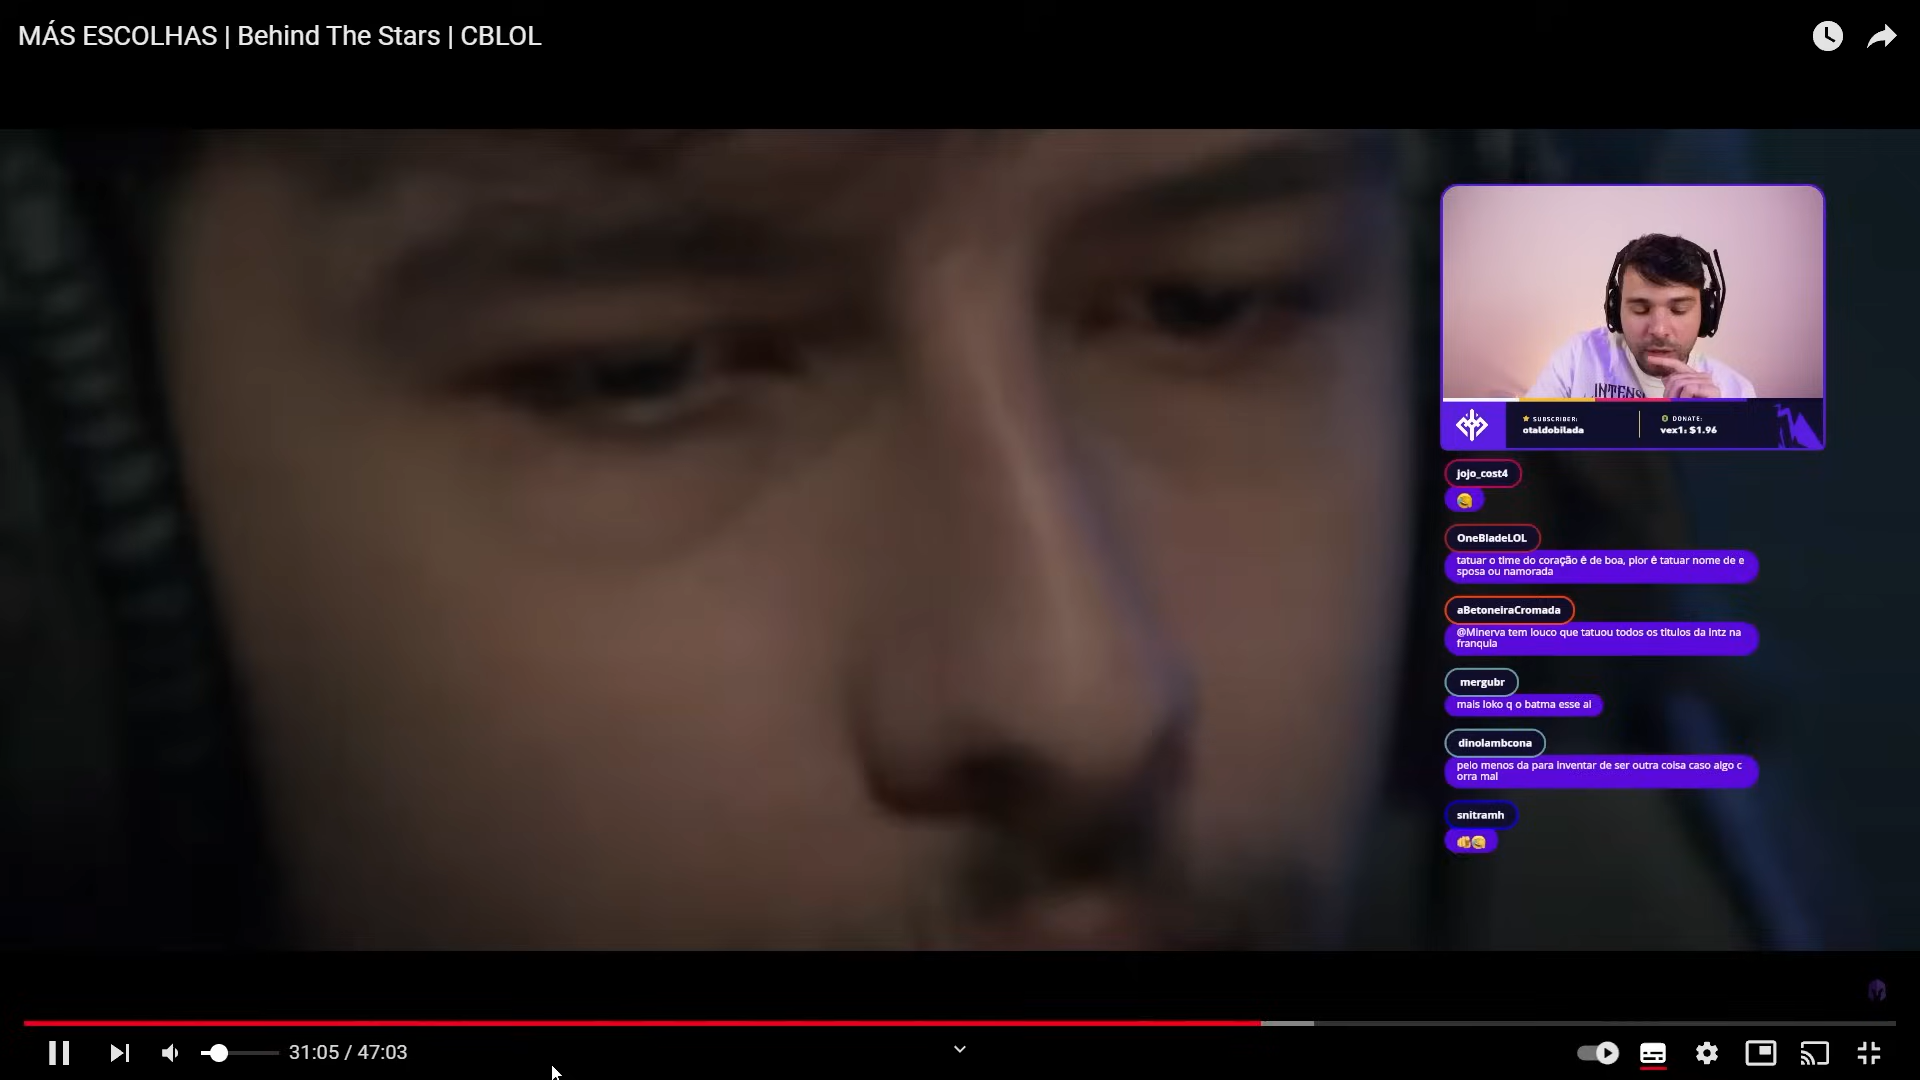 MÁS ESCOLHAS | Behind The Stars | CBLOL
INTENS
SUBSCRIBER:
otaldobilada
DONATE:
vex1: $1.96
jojo_cost4
OneBladeLOL
tatuar o time do coração é de boa, pior é tatuar nome de e
sposa ou namorada
aBetoneiraCromada
@Minerva tem louco que tatuou todos os titulos da intz na
franquia
mergubr
mais loko q o batma esse ai
dinolambcona
pelo menos da para inventar de ser outra coisa caso algo c
orra mal
snitramh
31:05 / 47:03